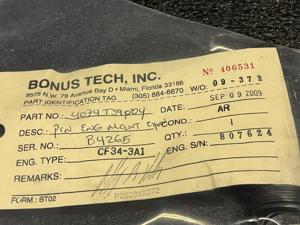 Nº 406531
BONUS TECH, INC.
8575 N.W. 79 Avenue Bay D • Miami, Florida 33166
PART IDENTIFICATION TAG (305) 884-6670 W/O: 09-372
PART NO. DATE: SEP 09 2009
DESC.: PIN ENG MOUNT COND.: AR
SER. NO.: B4265 QTY.: 1
ENG. TYPE: CF34-3A1 ENG. S/N: 807624
REMARKS:
FORM: BT02